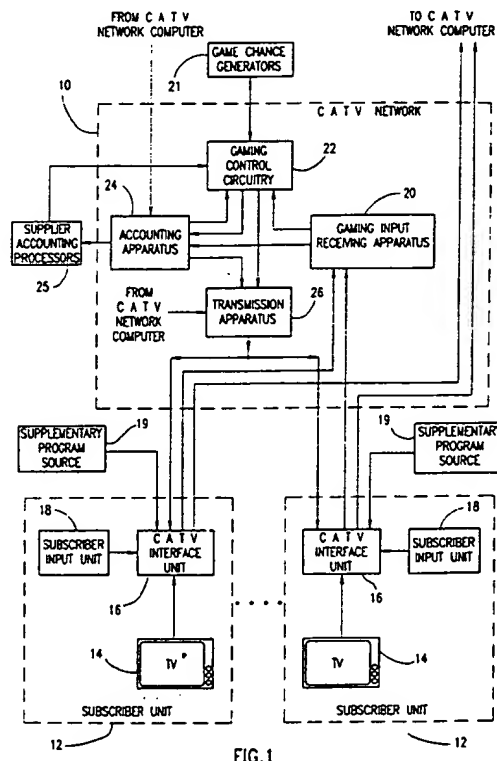 FROM C A T V
NETWORK COMPUTER
TO C A T V
NETWORK COMPUTER
GAME CHANCE
GENERATORS
21
10
C A T V NETWORK
GAMING
CONTROL
CIRCUITRY
22
24
20
SUPPLIER
ACCOUNTING
PROCESSORS
25
ACCOUNTING
APPARATUS
GAMING INPUT
RECEIVING APPARATUS
FROM
C A T V
NETWORK
COMPUTER
TRANSMISSION
APPARATUS
26
19
SUPPLEMENTARY
PROGRAM
SOURCE
19
SUPPLEMENTARY
PROGRAM
SOURCE
18
SUBSCRIBER
INPUT UNIT
C A T V
INTERFACE
UNIT
16
C A T V
INTERFACE
UNIT
16
18
SUBSCRIBER
INPUT UNIT
14
TV
TV
14
SUBSCRIBER UNIT
12
SUBSCRIBER UNIT
12
FIG.1